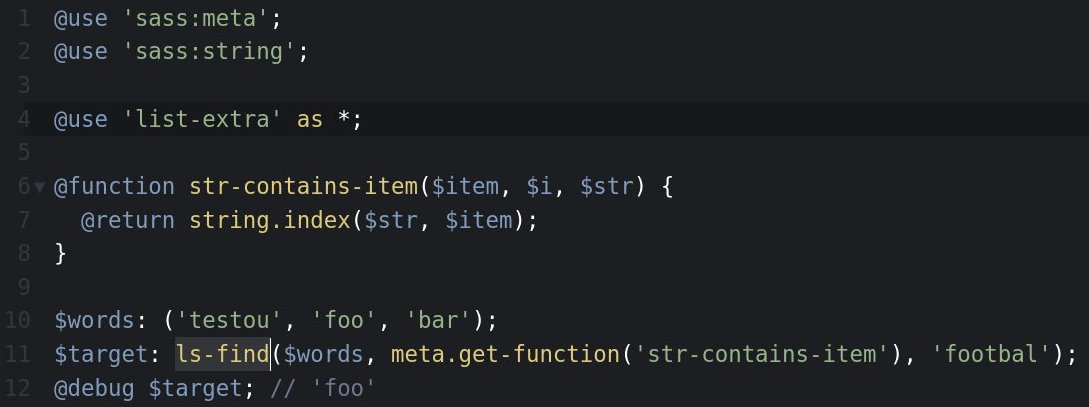 1 @use 'sass:meta';
2 @use 'sass:string';
3
4 @use 'list-extra' as *;
5
6 @function str-contains-item($item, $i, $str) {
7 @return string.index($str, $item);
8 }
9
10 $words: ('testou', 'foo', 'bar');
11 $target: ls-find($words, meta.get-function('str-contains-item'), 'footbal');
12 @debug $target; // 'foo'